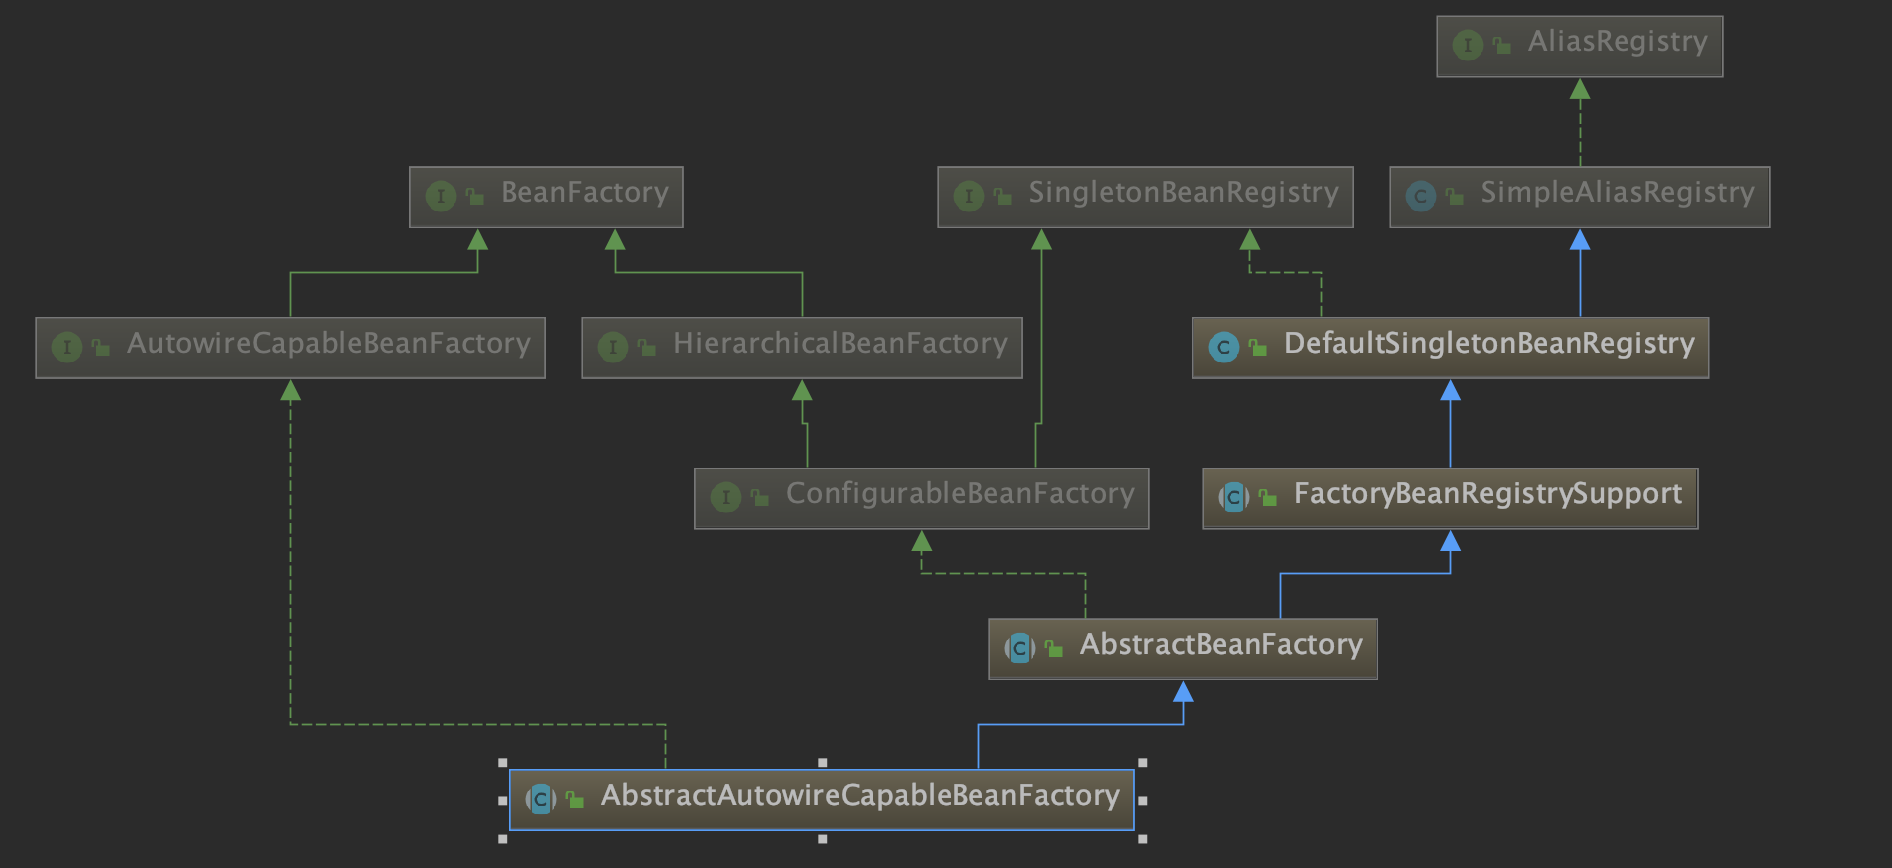 I AliasRegistry
I BeanFactory
I SingletonBeanRegistry
C SimpleAliasRegistry
I AutowireCapableBeanFactory
I HierarchicalBeanFactory
C DefaultSingletonBeanRegistry
I ConfigurableBeanFactory
C FactoryBeanRegistrySupport
C AbstractBeanFactory
C AbstractAutowireCapableBeanFactory